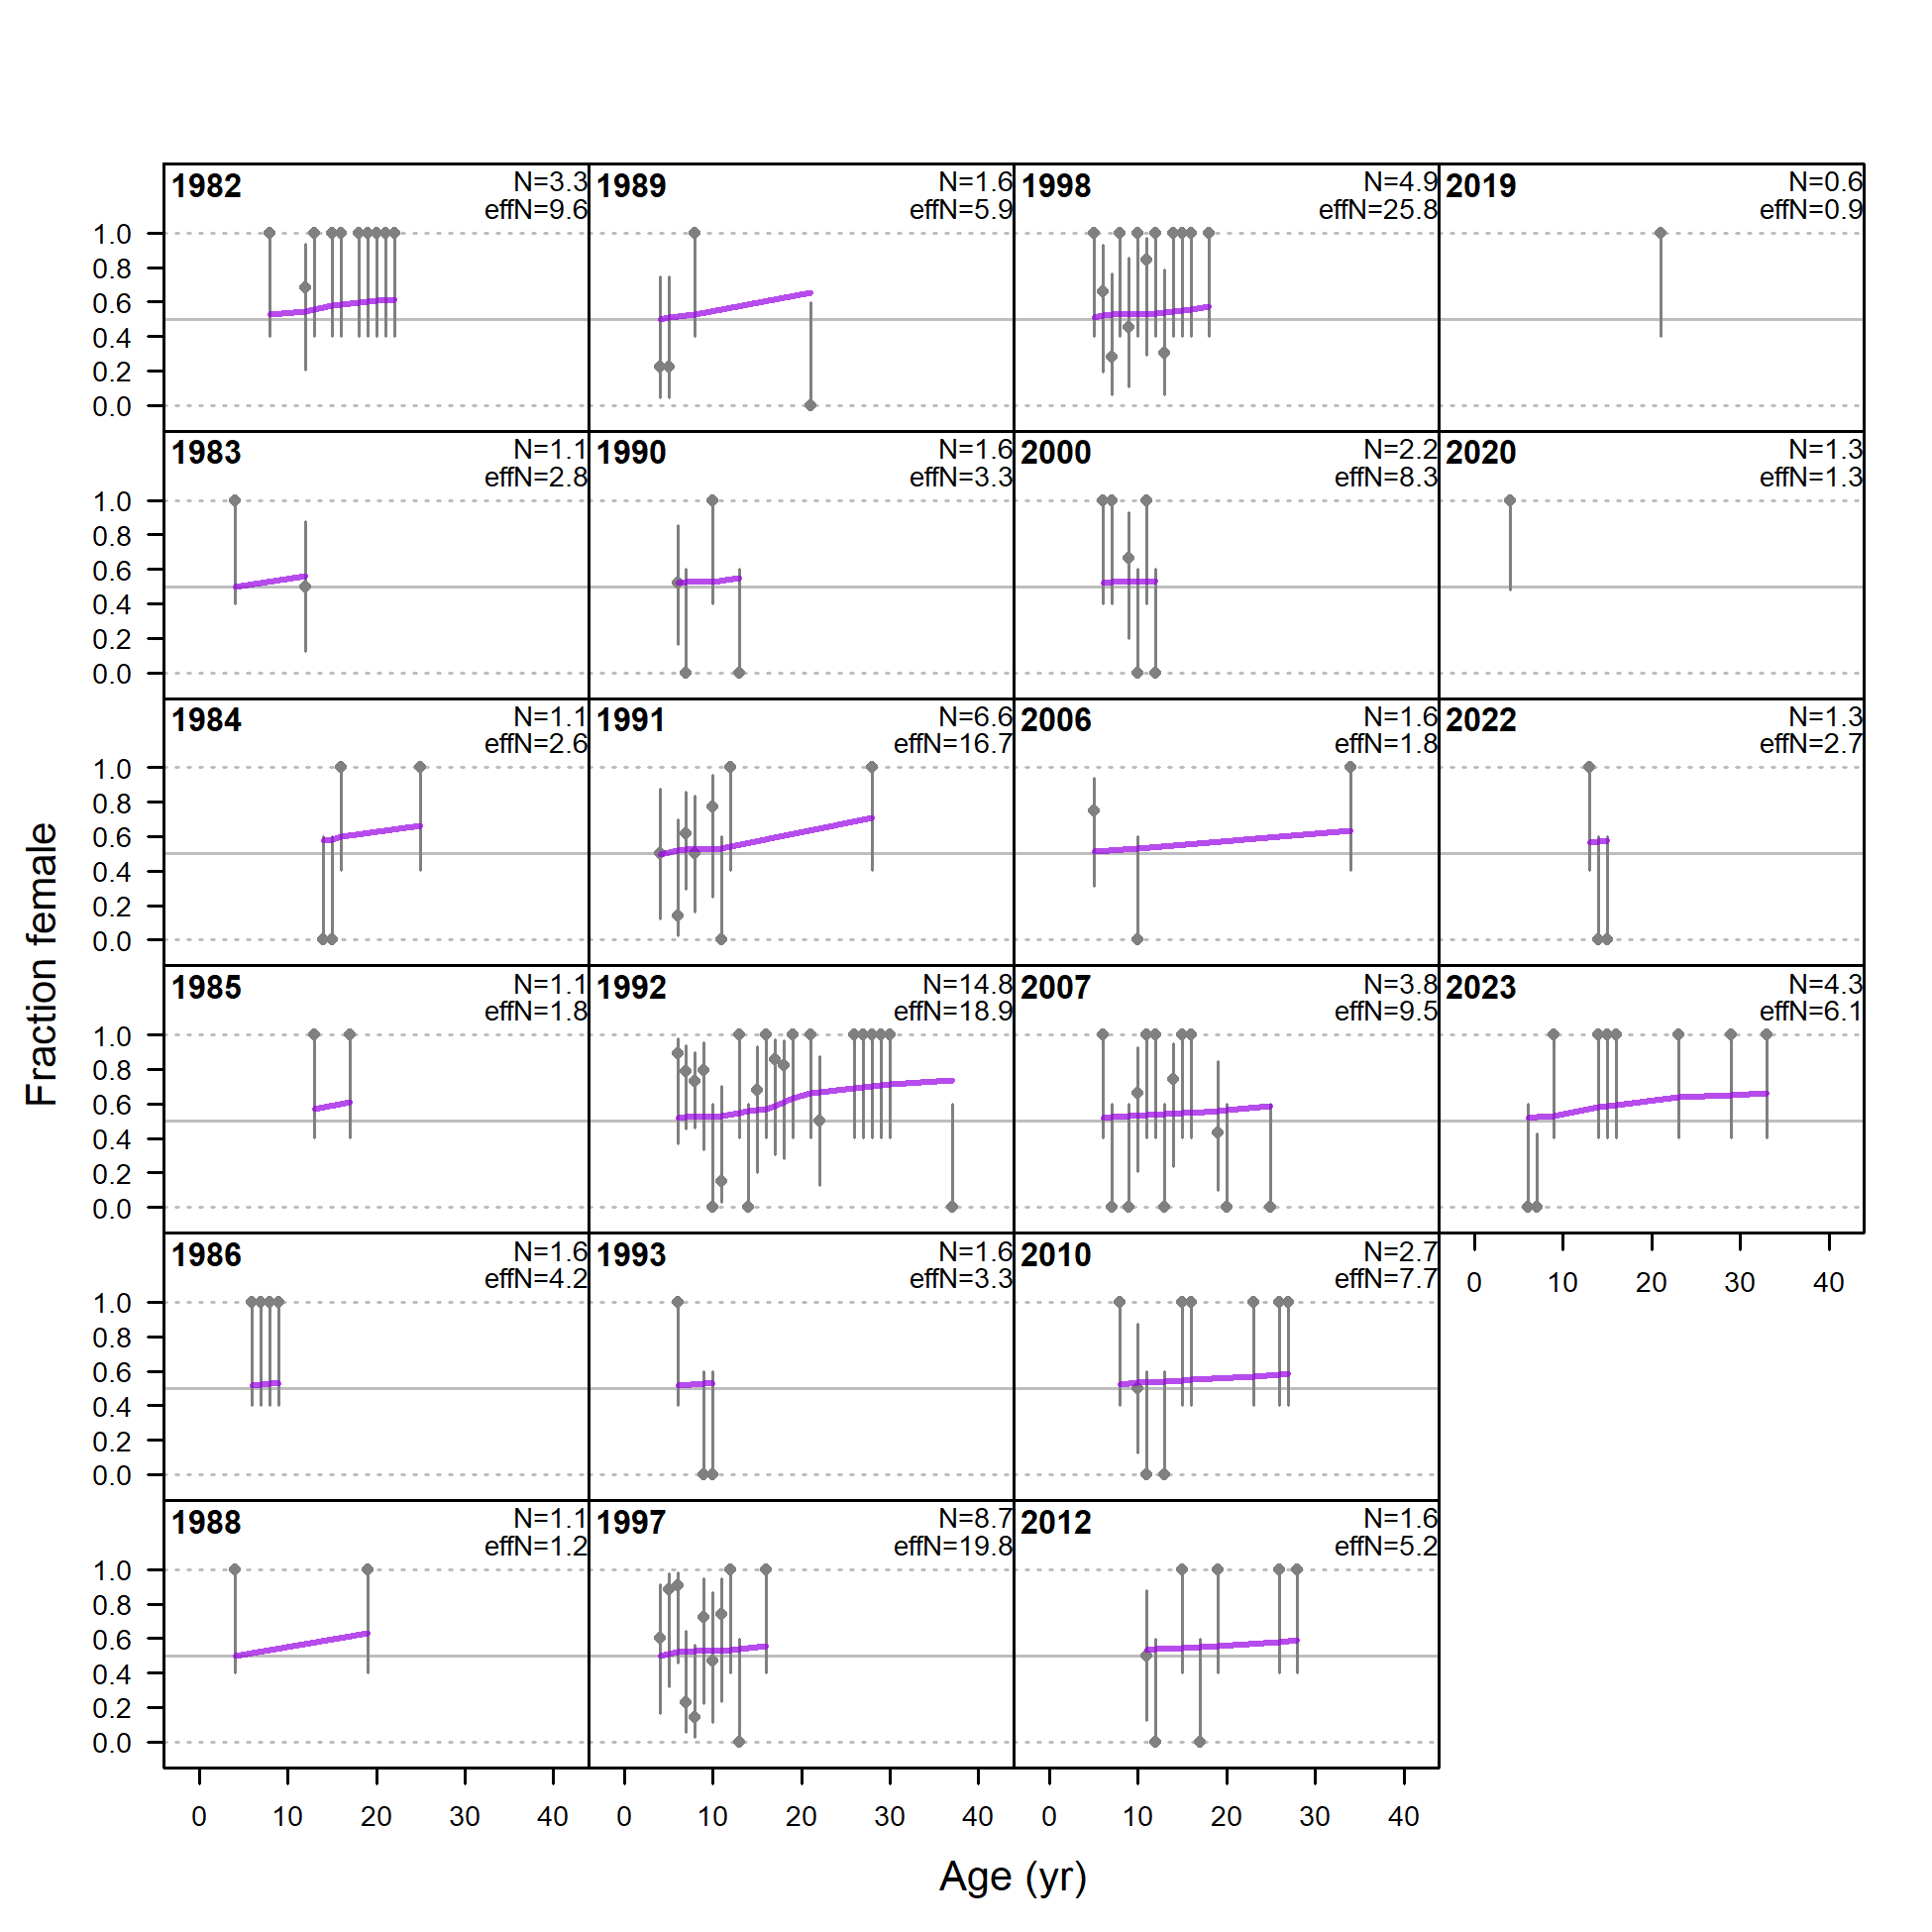 1982 N=3.3
effN=9.6
1989 N=1.6
effN=5.9
1998 N=4.9
effN=25.8
2019 N=0.6
effN=0.9
1.0
0.8
0.6
0.4
0.2
0.0
1983 N=1.1
effN=2.8
1990 N=1.6
effN=3.3
2000 N=2.2
effN=8.3
2020 N=1.3
effN=1.3
1.0
0.8
0.6
0.4
0.2
0.0
1984 N=1.1
effN=2.6
1991 N=6.6
effN=16.7
2006 N=1.6
effN=1.8
2022 N=1.3
effN=2.7
1.0
0.8
0.6
0.4
0.2
0.0
1985 N=1.1
effN=1.8
1992 N=14.8
effN=18.9
2007 N=3.8
effN=9.5
2023 N=4.3
effN=6.1
1.0
0.8
0.6
0.4
0.2
0.0
1986 N=1.6
effN=4.2
1993 N=1.6
effN=3.3
2010 N=2.7
effN=7.7
0 10 20 30 40
1.0
0.8
0.6
0.4
0.2
0.0
1988 N=1.1
effN=1.2
1997 N=8.7
effN=19.8
2012 N=1.6
effN=5.2
1.0
0.8
0.6
0.4
0.2
0.0
0 10 20 30 40
0 10 20 30 40
0 10 20 30 40
Age (yr)
Fraction female